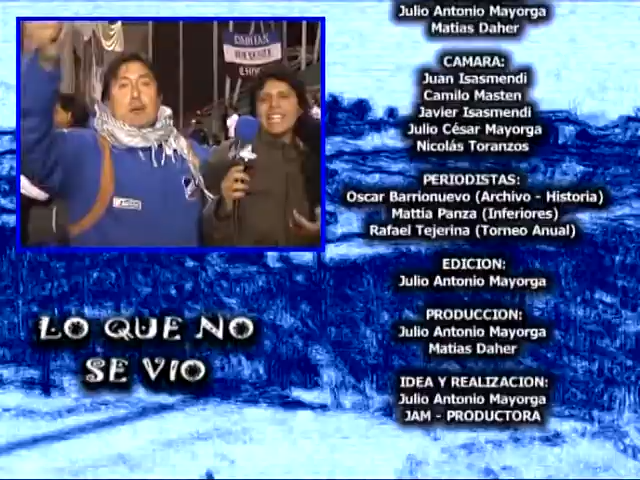 Julio Antonio Mayorga
Matias Daher
CAMARA:
Juan Isasmendi
Camilo Masten
Javier Isasmendi
Julio César Mayorga
Nicolás Toranzos
PERIODISTAS:
Oscar Barrionuevo (Archivo - Historia)
Mattia Panza (Inferiores)
Rafael Tejerina (Torneo Anual)
EDICION:
Julio Antonio Mayorga
PRODUCCION:
Julio Antonio Mayorga
Matias Daher
IDEA Y REALIZACION:
Julio Antonio Mayorga
JAM - PRODUCTORA
LO QUE NO
SE VIO